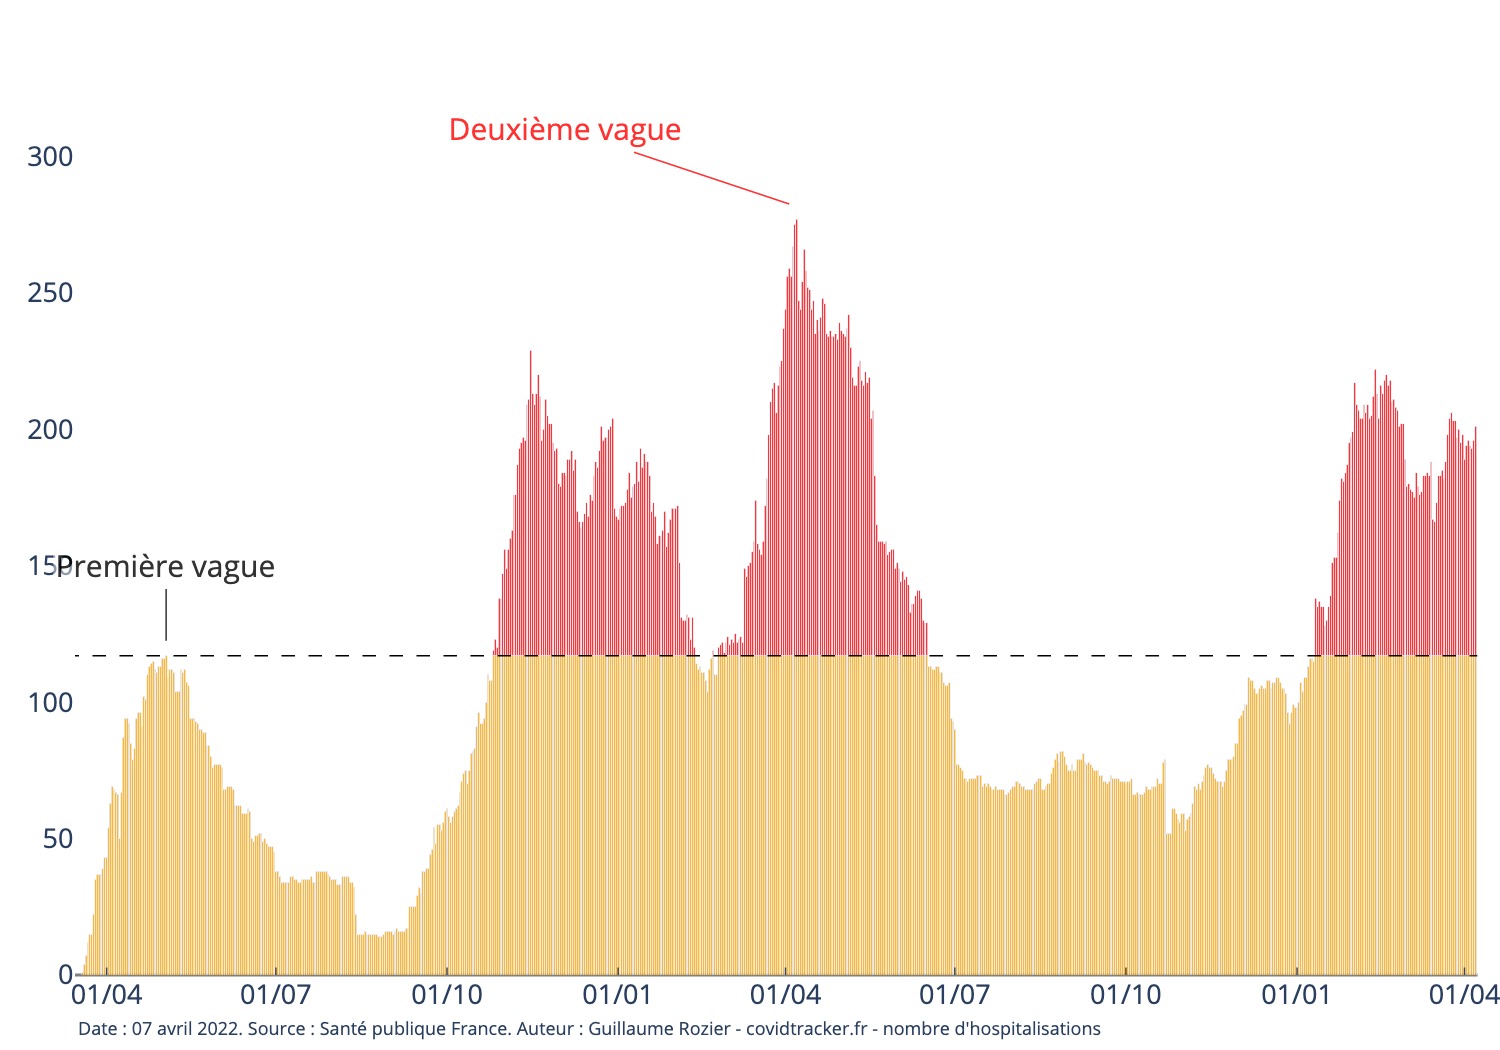 Deuxième vague
300
250
200
150
Première vague
100
50
0
01/04 01/07 01/10 01/01 01/04 01/07 01/10 01/01 01/04
Date : 07 avril 2022. Source : Santé publique France. Auteur : Guillaume Rozier - covidtracker.fr - nombre d'hospitalisations